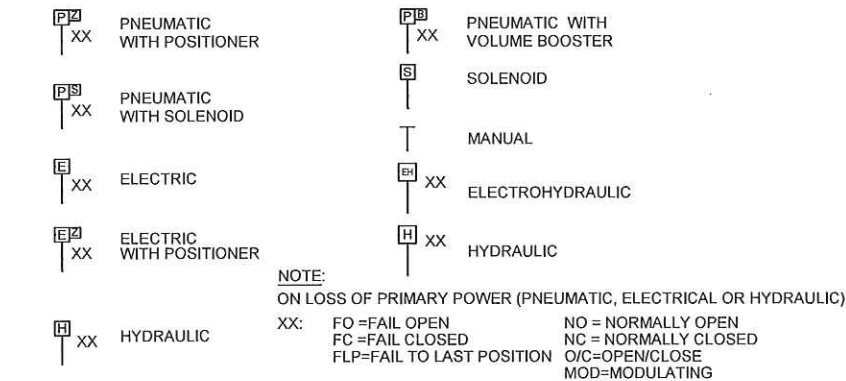 P Z
XX
PNEUMATIC
WITH POSITIONER
P S
XX
PNEUMATIC
WITH SOLENOID
E
XX
ELECTRIC
E Z
XX
ELECTRIC
WITH POSITIONER
H
XX
HYDRAULIC
P B
XX
PNEUMATIC WITH
VOLUME BOOSTER
S
SOLENOID
MANUAL
EH
XX
ELECTROHYDRAULIC
H
XX
HYDRAULIC
NOTE:
ON LOSS OF PRIMARY POWER (PNEUMATIC, ELECTRICAL OR HYDRAULIC)
XX: FO =FAIL OPEN NO = NORMALLY OPEN
FC =FAIL CLOSED NC = NORMALLY CLOSED
FLP=FAIL TO LAST POSITION O/C=OPEN/CLOSE
MOD=MODULATING